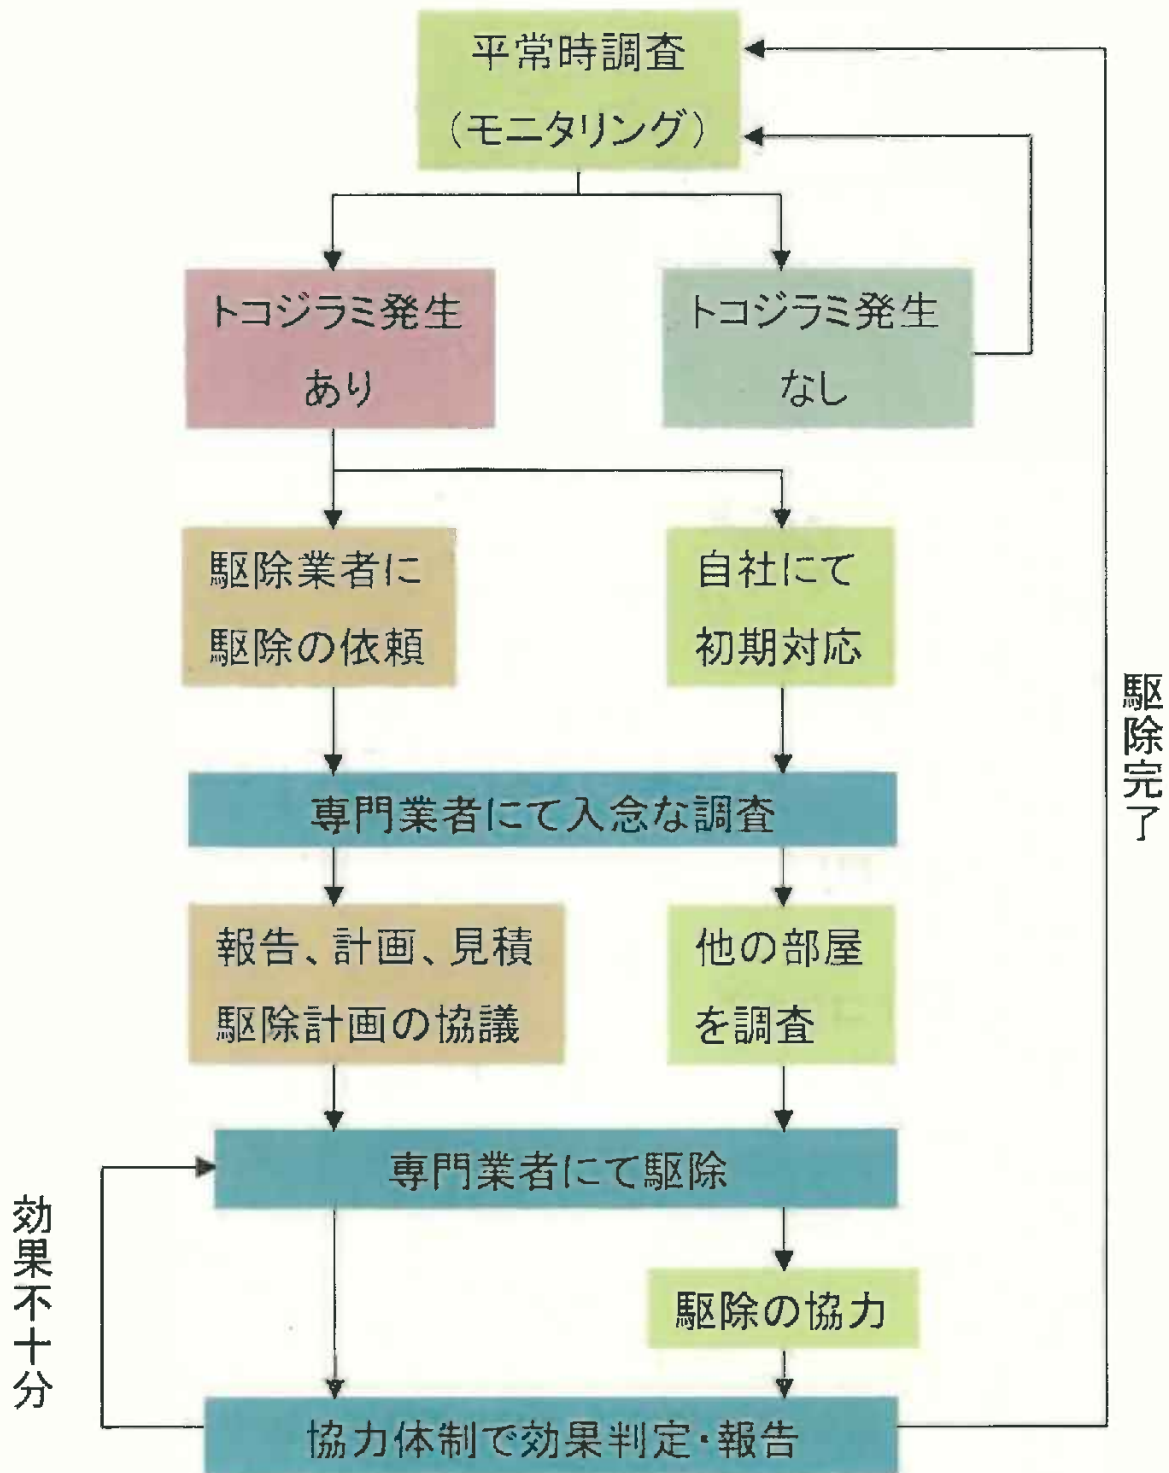 平常時調査
(モニタリング)
トコジラミ発生
あり
トコジラミ発生
なし
駆除業者に
駆除の依頼
自社にて
初期対応
専門業者にて入念な調査
報告、計画、見積
駆除計画の協議
他の部屋
を調査
専門業者にて駆除
駆除の協力
協力体制で効果判定・報告
効果不十分
駆除完了